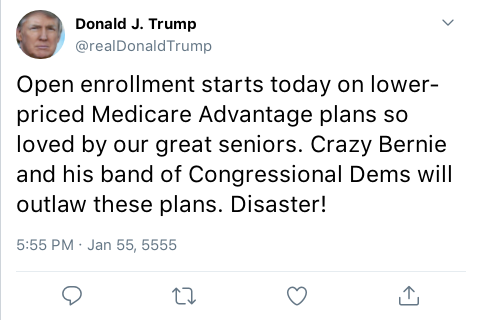 Donald J. Trump
@realDonaldTrump
Open enrollment starts today on lower-
priced Medicare Advantage plans so
loved by our great seniors. Crazy Bernie
and his band of Congressional Dems will
outlaw these plans. Disaster!
5:55 PM · Jan 55, 5555